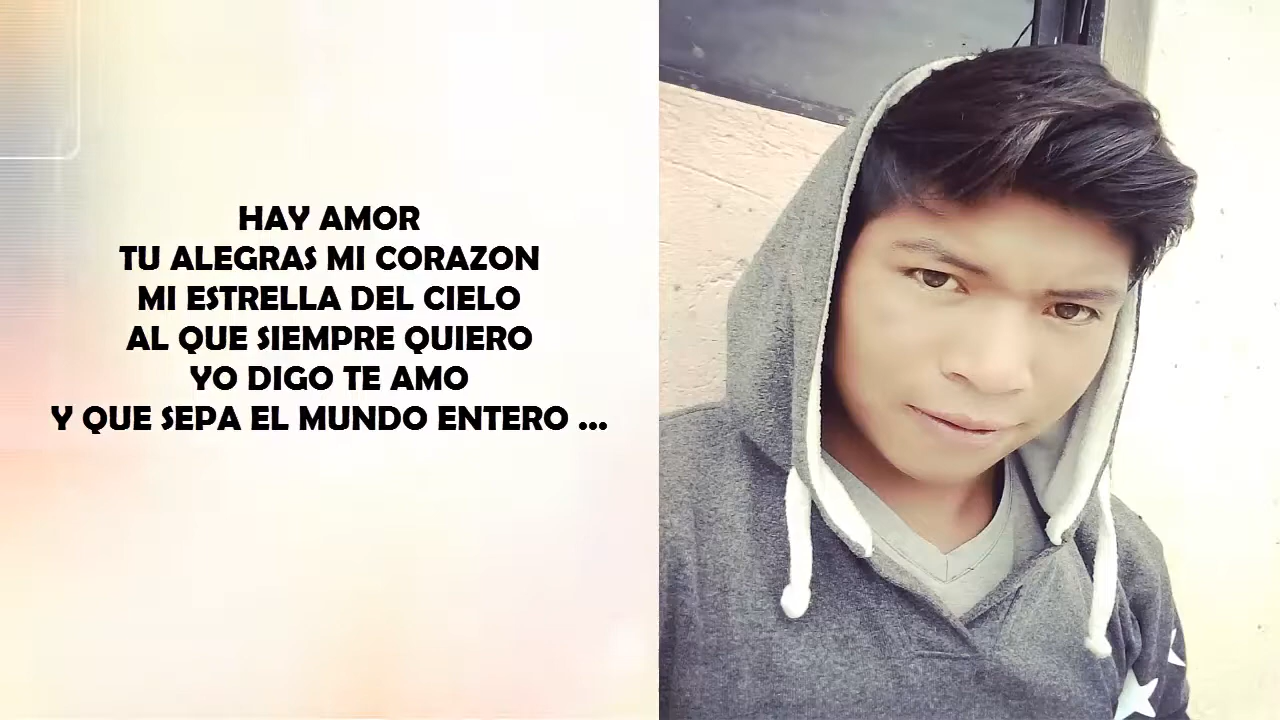 HAY AMOR
TU ALEGRAS MI CORAZON
MI ESTRELLA DEL CIELO
AL QUE SIEMPRE QUIERO
YO DIGO TE AMO
Y QUE SEPA EL MUNDO ENTERO ...